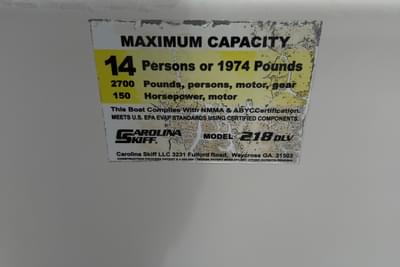 MAXIMUM CAPACITY
14 Persons or 1974 Pounds
2700 Pounds, persons, motor, gear
150 Horsepower, motor
This Boat Complies With NMMA & ABYC Certification.
MEETS U.S. EPA EVAP STANDARDS USING CERTIFIED COMPONENTS.
CAROLINA SKIFF. MODEL: 218 DLV
Carolina Skiff LLC 3231 Fulford Road, Waycross GA. 31503